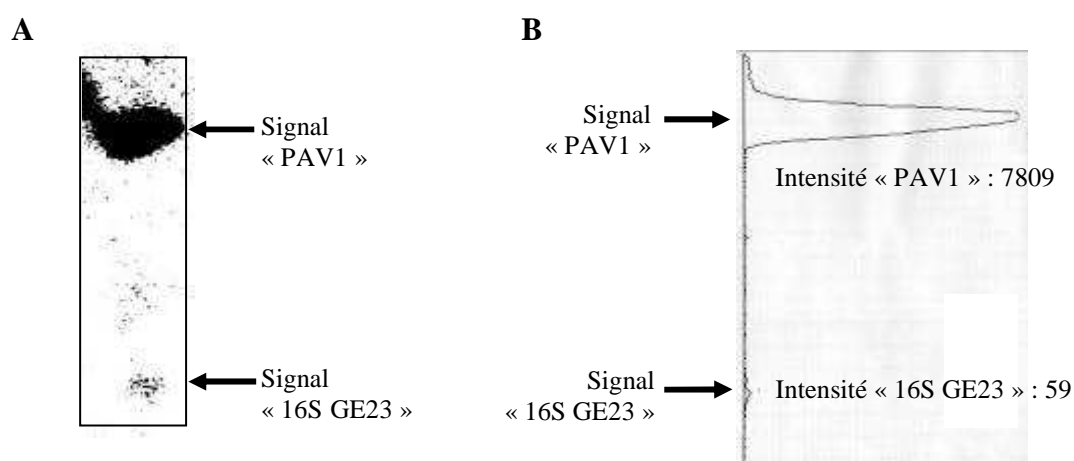 A
B
Signal
« PAV1 »
Signal
« PAV1 »
Intensité « PAV1 » : 7809
Signal
« 16S GE23 »
Signal
« 16S GE23 »
Intensité « 16S GE23 » : 59